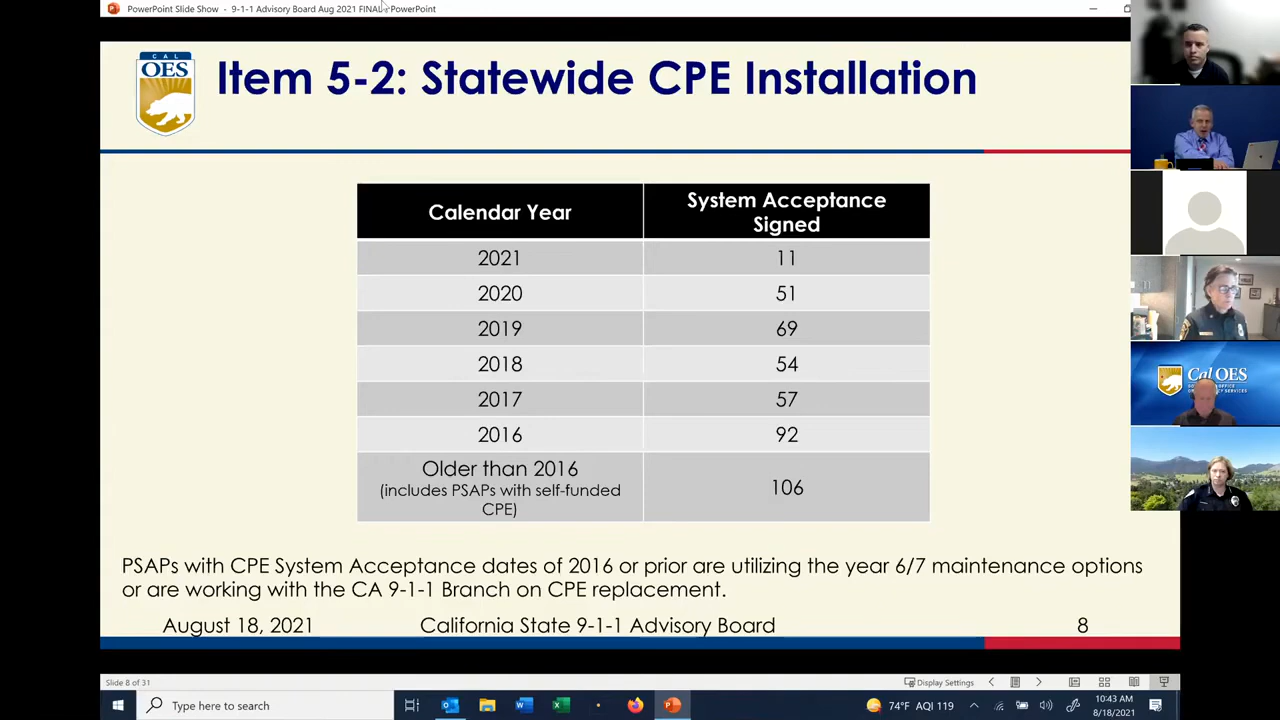 PowerPoint Slide Show - 9-1-1 Advisory Board Aug 2021 FINAL - PowerPoint
CAL
OES
Item 5-2: Statewide CPE Installation
Calendar Year
System Acceptance
Signed
2021
11
2020
51
2019
69
2018
54
2017
57
2016
92
Older than 2016
(includes PSAPs with self-funded
CPE)
106
PSAPs with CPE System Acceptance dates of 2016 or prior are utilizing the year 6/7 maintenance options
or are working with the CA 9-1-1 Branch on CPE replacement.
August 18, 2021
California State 9-1-1 Advisory Board
8
Cal OES
Slide 8 of 31
Display Settings
Type here to search
74°F AQI 119
10:43 AM
8/18/2021